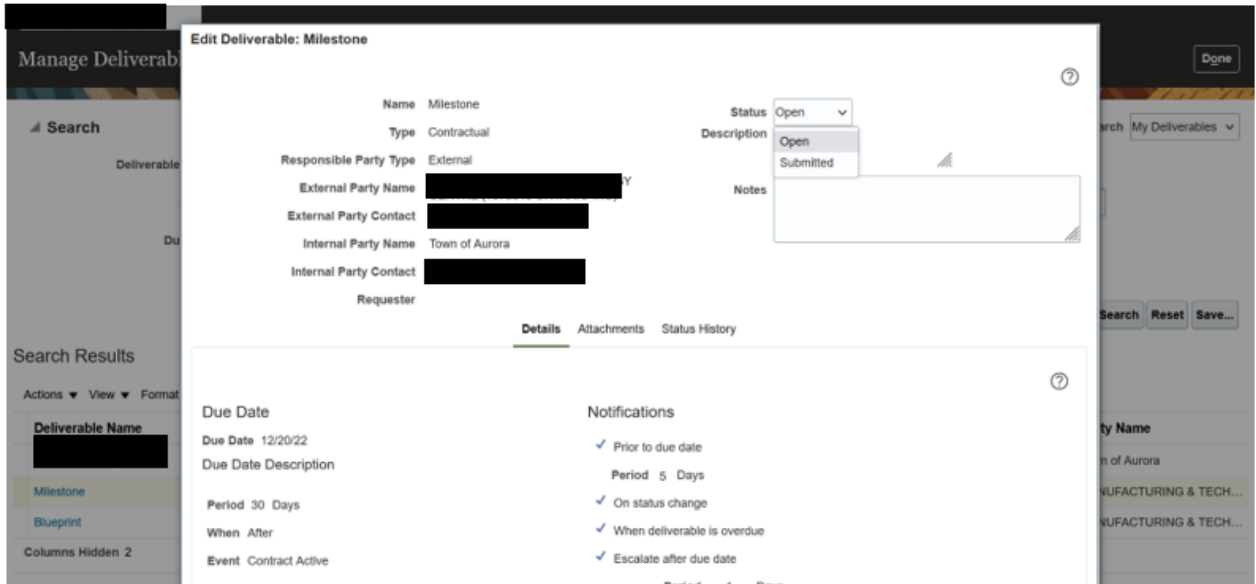 Edit Deliverable: Milestone
Manage Deliverabl
Done
Search
Name Milestone
Type Contractual
Responsible Party Type External
External Party Name
External Party Contact
Internal Party Name Town of Aurora
Internal Party Contact
Requester
Status Open
Description
Open
Submitted
Notes
arch My Deliverables
Deliverable
Du
Search Reset Save...
Details Attachments Status History
Search Results
Actions View Format
Deliverable Name
Milestone
Blueprint
Columns Hidden 2
Due Date
Due Date 12/20/22
Due Date Description
Period 30 Days
When After
Event Contract Active
Notifications
Prior to due date
Period 5 Days
On status change
When deliverable is overdue
Escalate after due date
Period Days
ty Name
n of Aurora
NUFACTURING & TECH...
NUFACTURING & TECH...